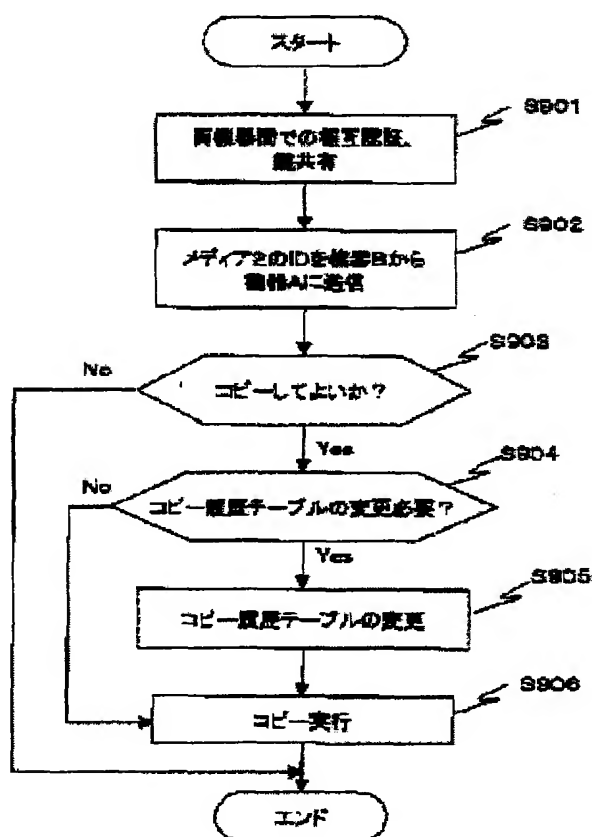 スタート
S901
両機器間での相互認証、
鍵共有
S902
メディア2のIDを機器Bから
機器Aに送信
S903
No
コピーしてよいか？
Yes
S904
No
コピー履歴テーブルの変更必要？
Yes
S905
コピー履歴テーブルの変更
S906
コピー実行
エンド